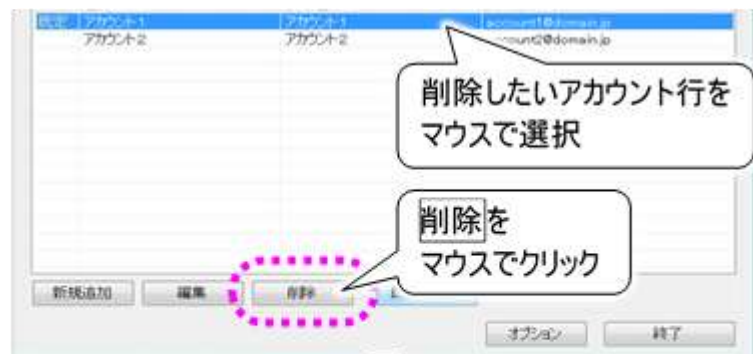 既定 アカウント1 アカウント1 account1@domain.jp
アカウント2 アカウント2 ount2@domain.jp
削除したいアカウント行を
マウスで選択
削除を
マウスでクリック
新規追加 編集 削除
オプション 終了